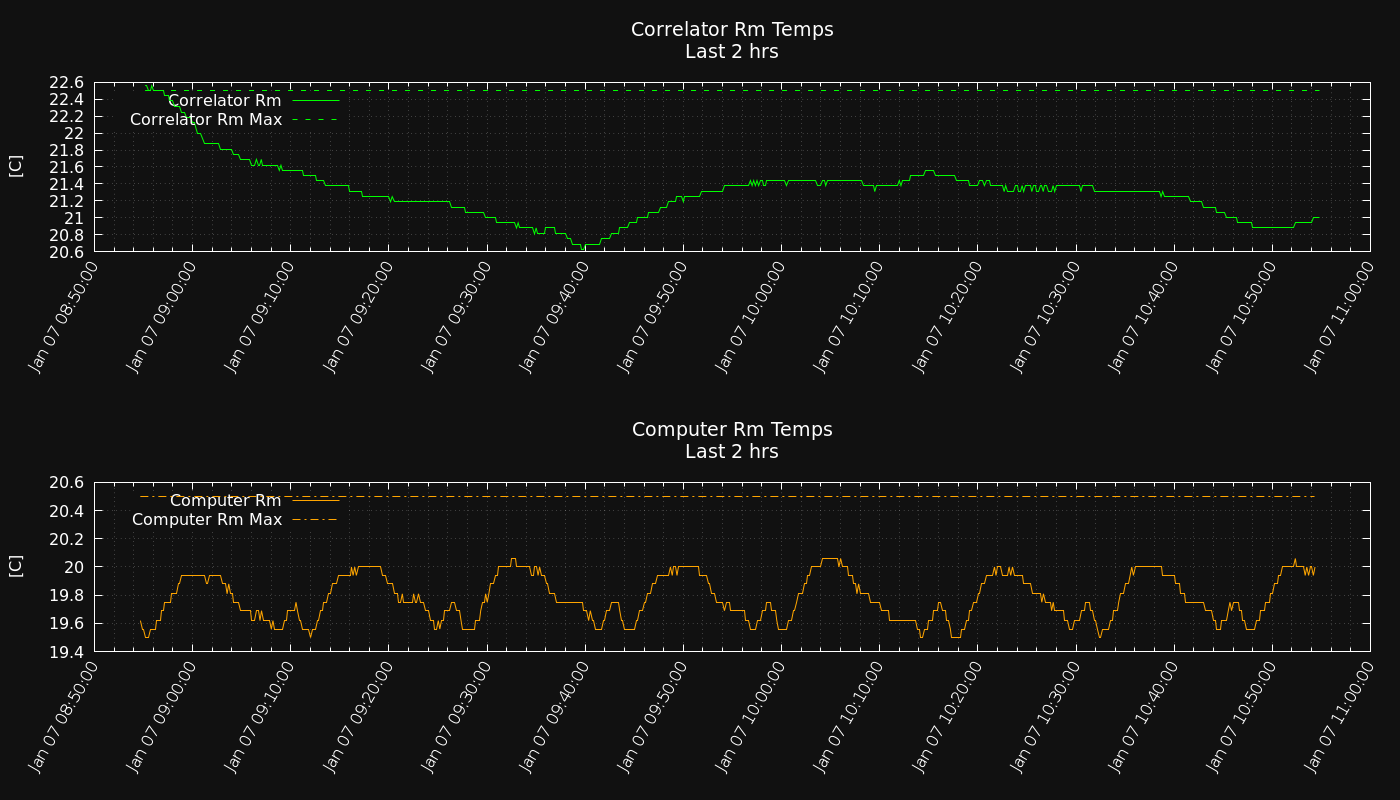 Correlator Rm Temps
Last 2 hrs
[C]
22.6
22.4
22.2
22
21.8
21.6
21.4
21.2
21
20.8
20.6
Correlator Rm
Correlator Rm Max
Jan 07 08:50:00
Jan 07 09:00:00
Jan 07 09:10:00
Jan 07 09:20:00
Jan 07 09:30:00
Jan 07 09:40:00
Jan 07 09:50:00
Jan 07 10:00:00
Jan 07 10:10:00
Jan 07 10:20:00
Jan 07 10:30:00
Jan 07 10:40:00
Jan 07 10:50:00
Jan 07 11:00:00
Computer Rm Temps
Last 2 hrs
[C]
20.6
20.4
20.2
20
19.8
19.6
19.4
Computer Rm
Computer Rm Max
Jan 07 08:50:00
Jan 07 09:00:00
Jan 07 09:10:00
Jan 07 09:20:00
Jan 07 09:30:00
Jan 07 09:40:00
Jan 07 09:50:00
Jan 07 10:00:00
Jan 07 10:10:00
Jan 07 10:20:00
Jan 07 10:30:00
Jan 07 10:40:00
Jan 07 10:50:00
Jan 07 11:00:00